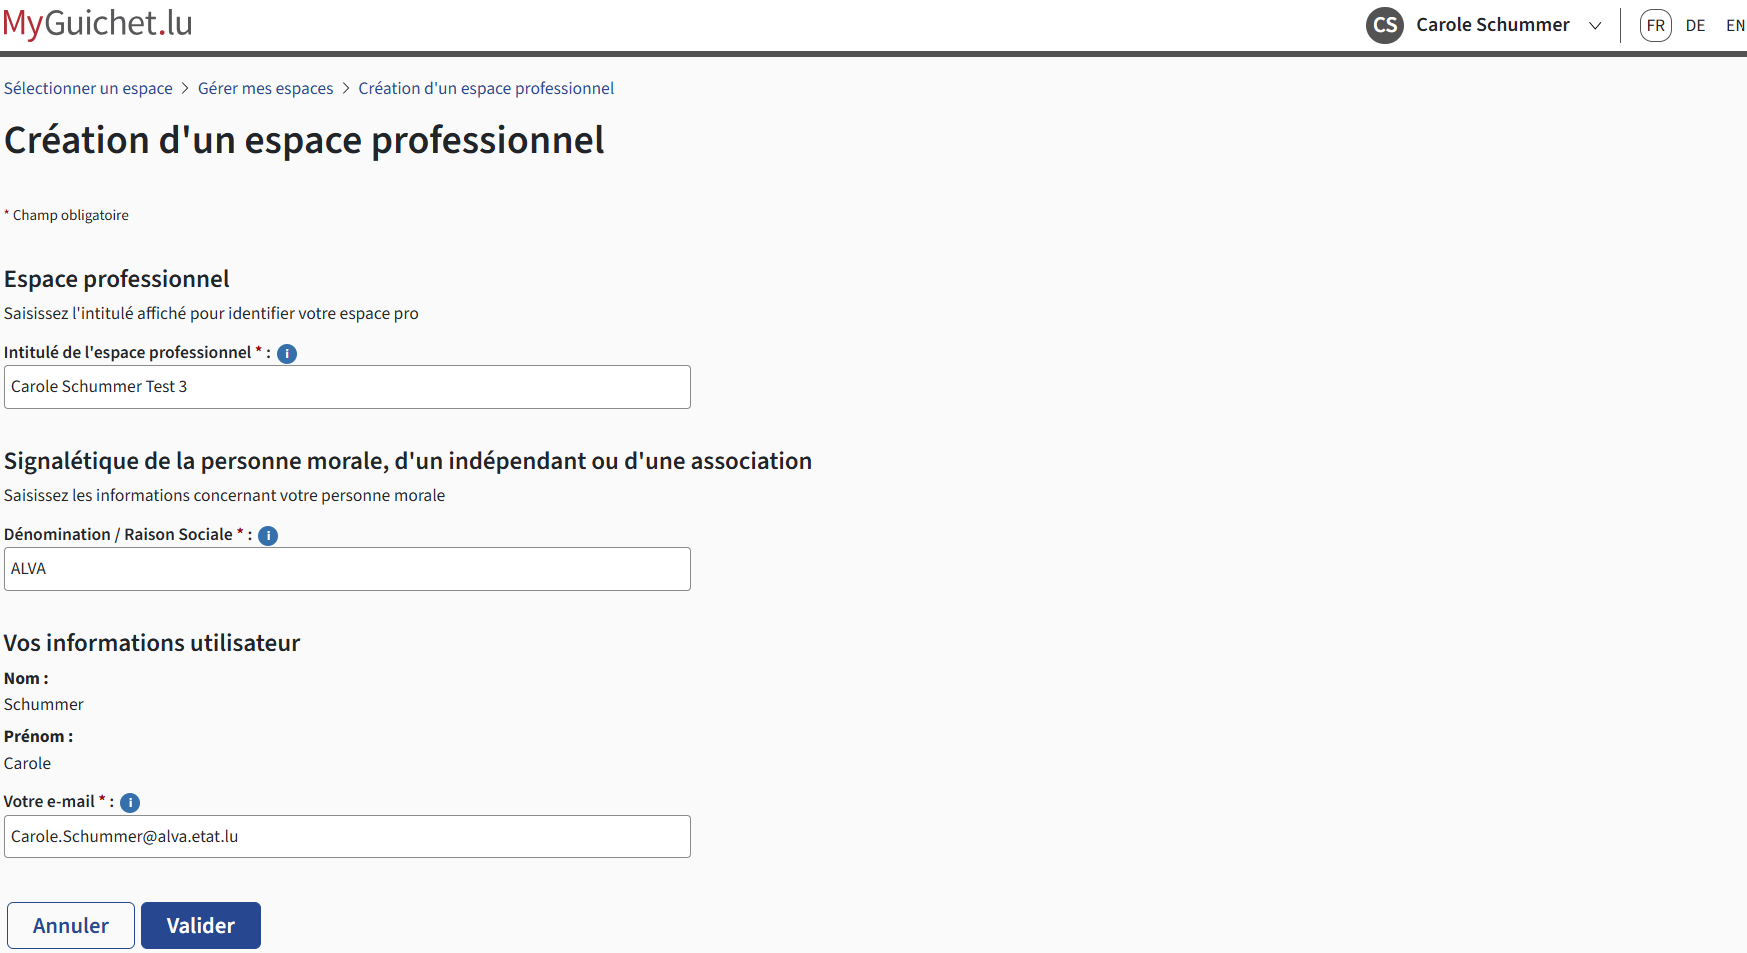 MyGuichet.lu
CS Carole Schummer FR DE EN
Sélectionner un espace > Gérer mes espaces > Création d'un espace professionnel
Création d'un espace professionnel
* Champ obligatoire
Espace professionnel
Saisissez l'intitulé affiché pour identifier votre espace pro
Intitulé de l'espace professionnel * : i
Carole Schummer Test 3
Signalétique de la personne morale, d'un indépendant ou d'une association
Saisissez les informations concernant votre personne morale
Dénomination / Raison Sociale * : i
ALVA
Vos informations utilisateur
Nom :
Schummer
Prénom :
Carole
Votre e-mail * : i
Carole.Schummer@alva.etat.lu
Annuler Valider